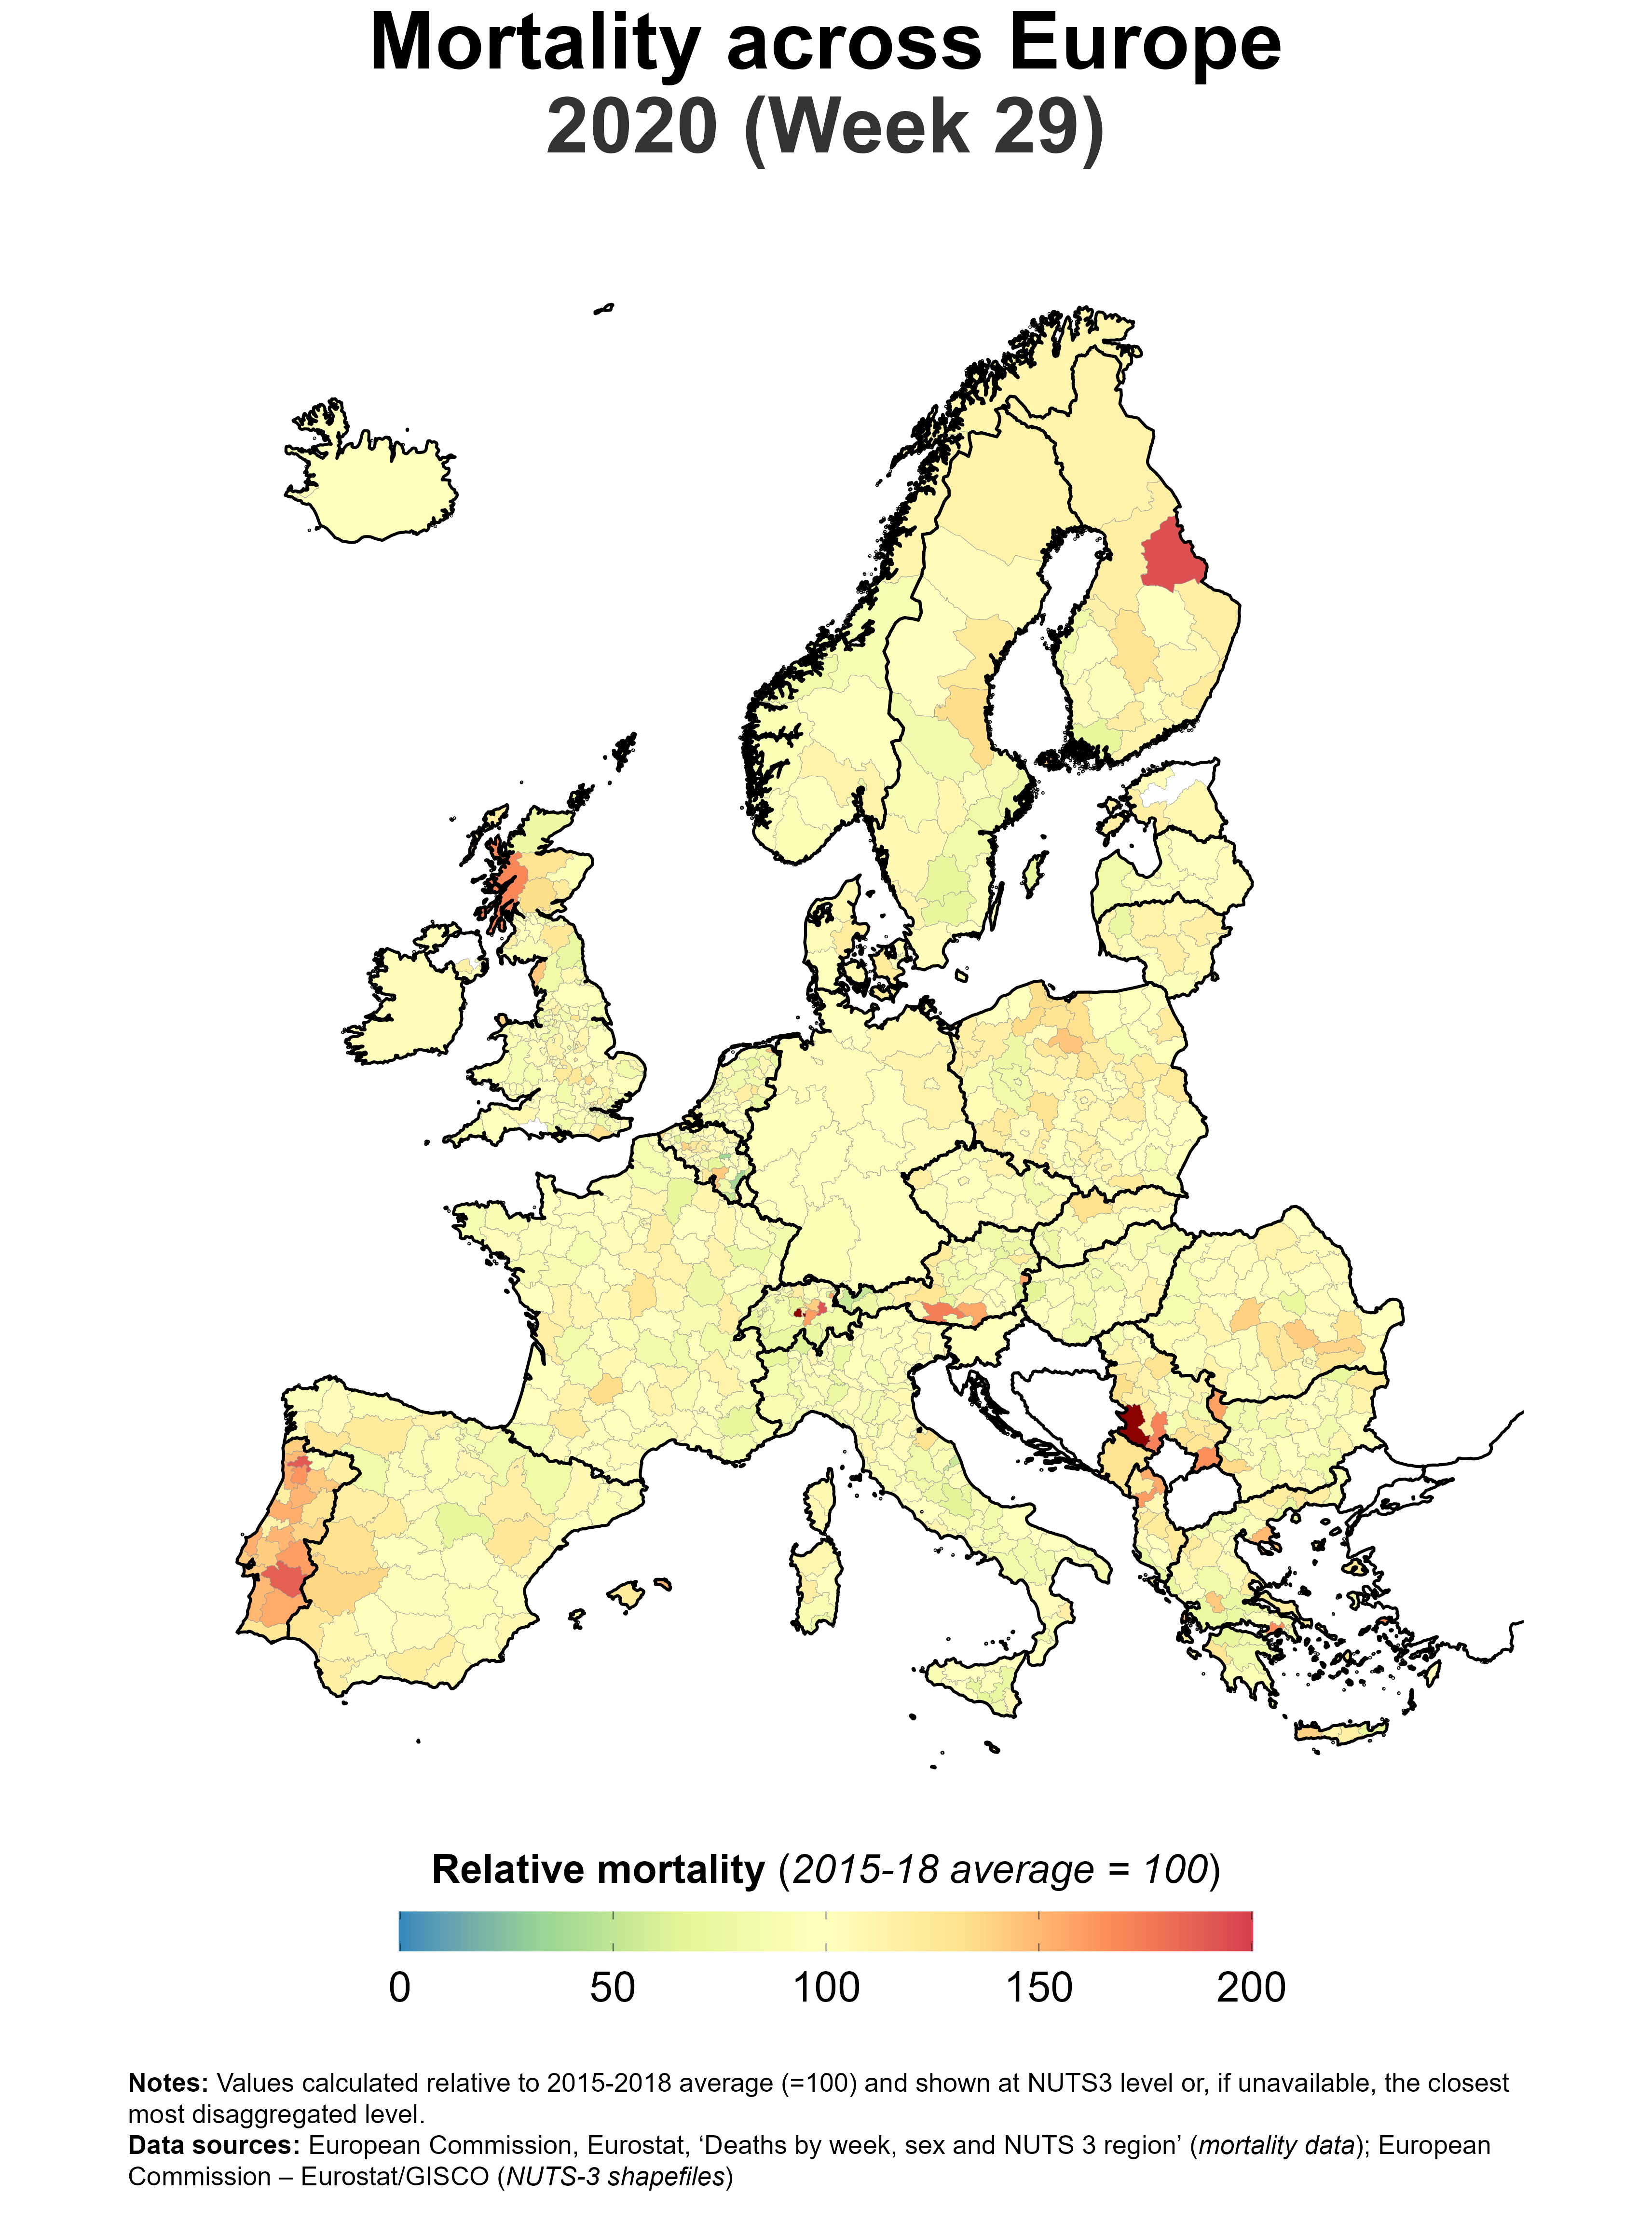 Mortality across Europe
2020 (Week 29)
Relative mortality (2015-18 average = 100)
0 50 100 150 200
Notes: Values calculated relative to 2015-2018 average (=100) and shown at NUTS3 level or, if unavailable, the closest
most disaggregated level.
Data sources: European Commission, Eurostat, ‘Deaths by week, sex and NUTS 3 region’ (mortality data); European
Commission – Eurostat/GISCO (NUTS-3 shapefiles)